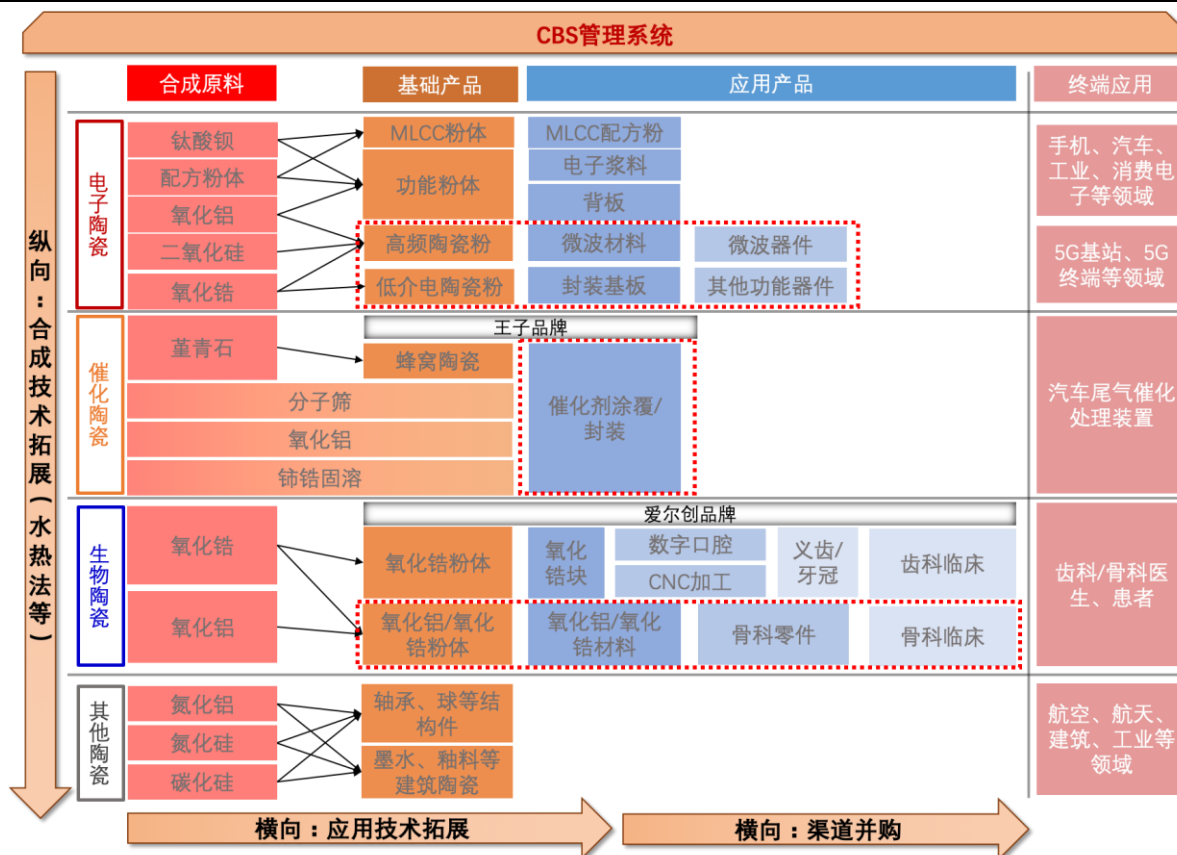 CBS管理系统
纵向：合成技术拓展（水热法等）
合成原料
基础产品
应用产品
终端应用
电子陶瓷
钛酸钡
配方粉体
氧化铝
二氧化硅
氧化锆
MLCC粉体
功能粉体
高频陶瓷粉
低介电陶瓷粉
MLCC配方粉
电子浆料
背板
微波材料
微波器件
封装基板
其他功能器件
手机、汽车、
工业、消费电
子等领域
5G基站、5G
终端等领域
催化陶瓷
王子品牌
堇青石
蜂窝陶瓷
分子筛
氧化铝
铈锆固溶
催化剂涂覆/
封装
汽车尾气催化
处理装置
生物陶瓷
爱尔创品牌
氧化锆
氧化铝
氧化锆粉体
氧化
锆块
数字口腔
CNC加工
义齿/
牙冠
齿科临床
氧化铝/氧化
锆粉体
氧化铝/氧化
锆材料
骨科零件
骨科临床
齿科/骨科医
生、患者
其他陶瓷
氮化铝
氮化硅
碳化硅
轴承、球等结
构件
墨水、釉料等
建筑陶瓷
航空、航天、
建筑、工业等
领域
横向：应用技术拓展
横向：渠道并购